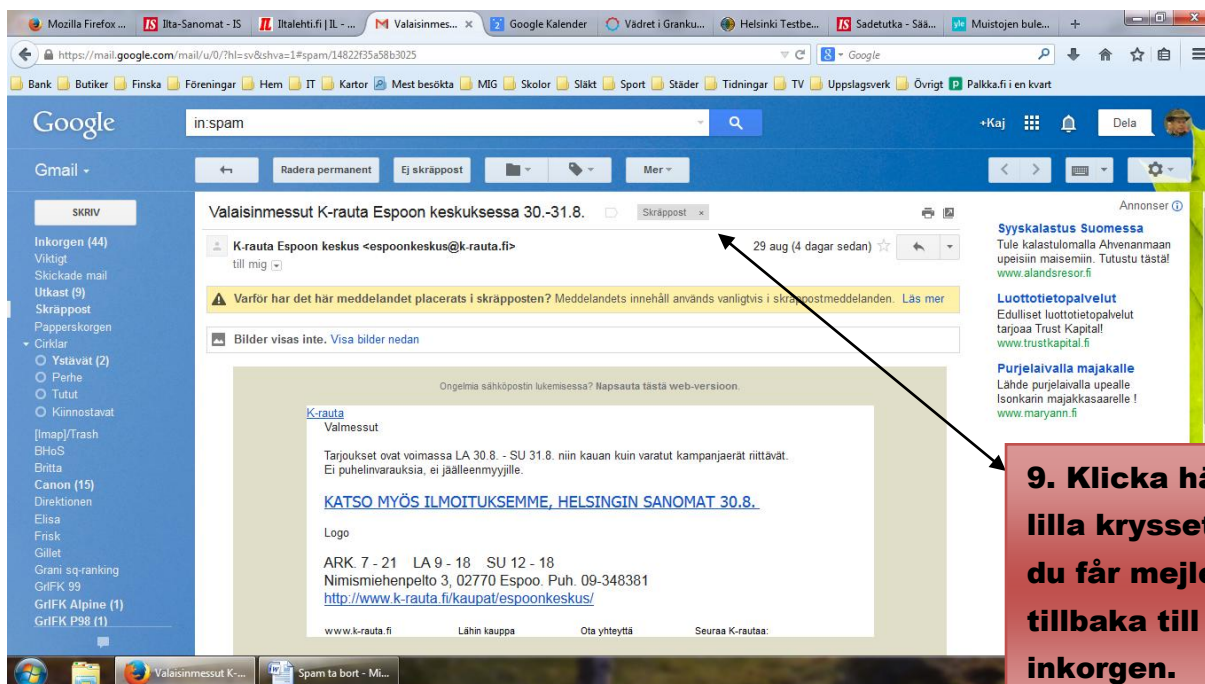 Mozilla Firefox ...
Ilta-Sanomat - IS
Iltalehti.fi | IL - ...
Valaisinmes...
Google Kalender
Vädret i Granku...
Helsinki Testbe...
Sadetutka - Sää...
Muistojen bule...
https://mail.google.com/mail/u/0/?hl=sv&shva=1#spam/14822f35a58b3025
Google
Bank Butiker Finska Föreningar Hem IT Kartor Mest besökta MIG Skolor Släkt Sport Städer Tidningar TV Uppslagsverk Övrigt Palkka.fi i en kvart
Google
in:spam
+Kaj
Dela
Gmail
Radera permanent
Ej skräppost
Mer
SKRIV
Inkorgen (44)
Viktigt
Skickade mail
Utkast (9)
Skräppost
Papperskorgen
Cirklar
Ystävät (2)
Perhe
Tutut
Kiinnostavat
[Imap]/Trash
BHoS
Britta
Canon (15)
Direktionen
Elisa
Frisk
Gillet
Grani sq-ranking
GrIFK 99
GrIFK Alpine (1)
GrIFK P98 (1)
Valaisinmessut K-rauta Espoon keskuksessa 30.-31.8.
Skräppost x
K-rauta Espoon keskus <espoonkeskus@k-rauta.fi>
29 aug (4 dagar sedan)
till mig
Varför har det här meddelandet placerats i skräpposten? Meddelandets innehåll används vanligtvis i skräppostmeddelanden. Läs mer
Bilder visas inte. Visa bilder nedan
Ongelmia sähköpostin lukemisessa? Napsauta tästä web-versioon.
K-rauta
Valmessut
Tarjoukset ovat voimassa LA 30.8. - SU 31.8. niin kauan kuin varatut kampanjaerät riittävät.
Ei puhelinvarauksia, ei jäälleenmyyjille.
KATSO MYÖS ILMOITUKSEMME, HELSINGIN SANOMAT 30.8.
Logo
ARK. 7 - 21 LA 9 - 18 SU 12 - 18
Nimismiehenpelto 3, 02770 Espoo. Puh. 09-348381
http://www.k-rauta.fi/kaupat/espoonkeskus/
www.k-rauta.fi
Lähin kauppa
Ota yhteyttä
Seuraa K-rautaa:
Annonser
Syyskalastus Suomessa
Tule kalastulomalla Ahvenanmaan
upeisiin maisemiin. Tutustu tästä!
www.alandsresor.fi
Luottotietopalvelut
Edulliset luottotietopalvelut
tarjoaa Trust Kapital!
www.trustkapital.fi
Purjelaivalla majakalle
Lähde purjelaivalla upealle
Isonkarin majakkasaarelle !
www.maryann.fi
9. Klicka hä
lilla krysset
du får mejle
tillbaka till
inkorgen.
Valaisinmessut K-...
Spam ta bort - Mi...